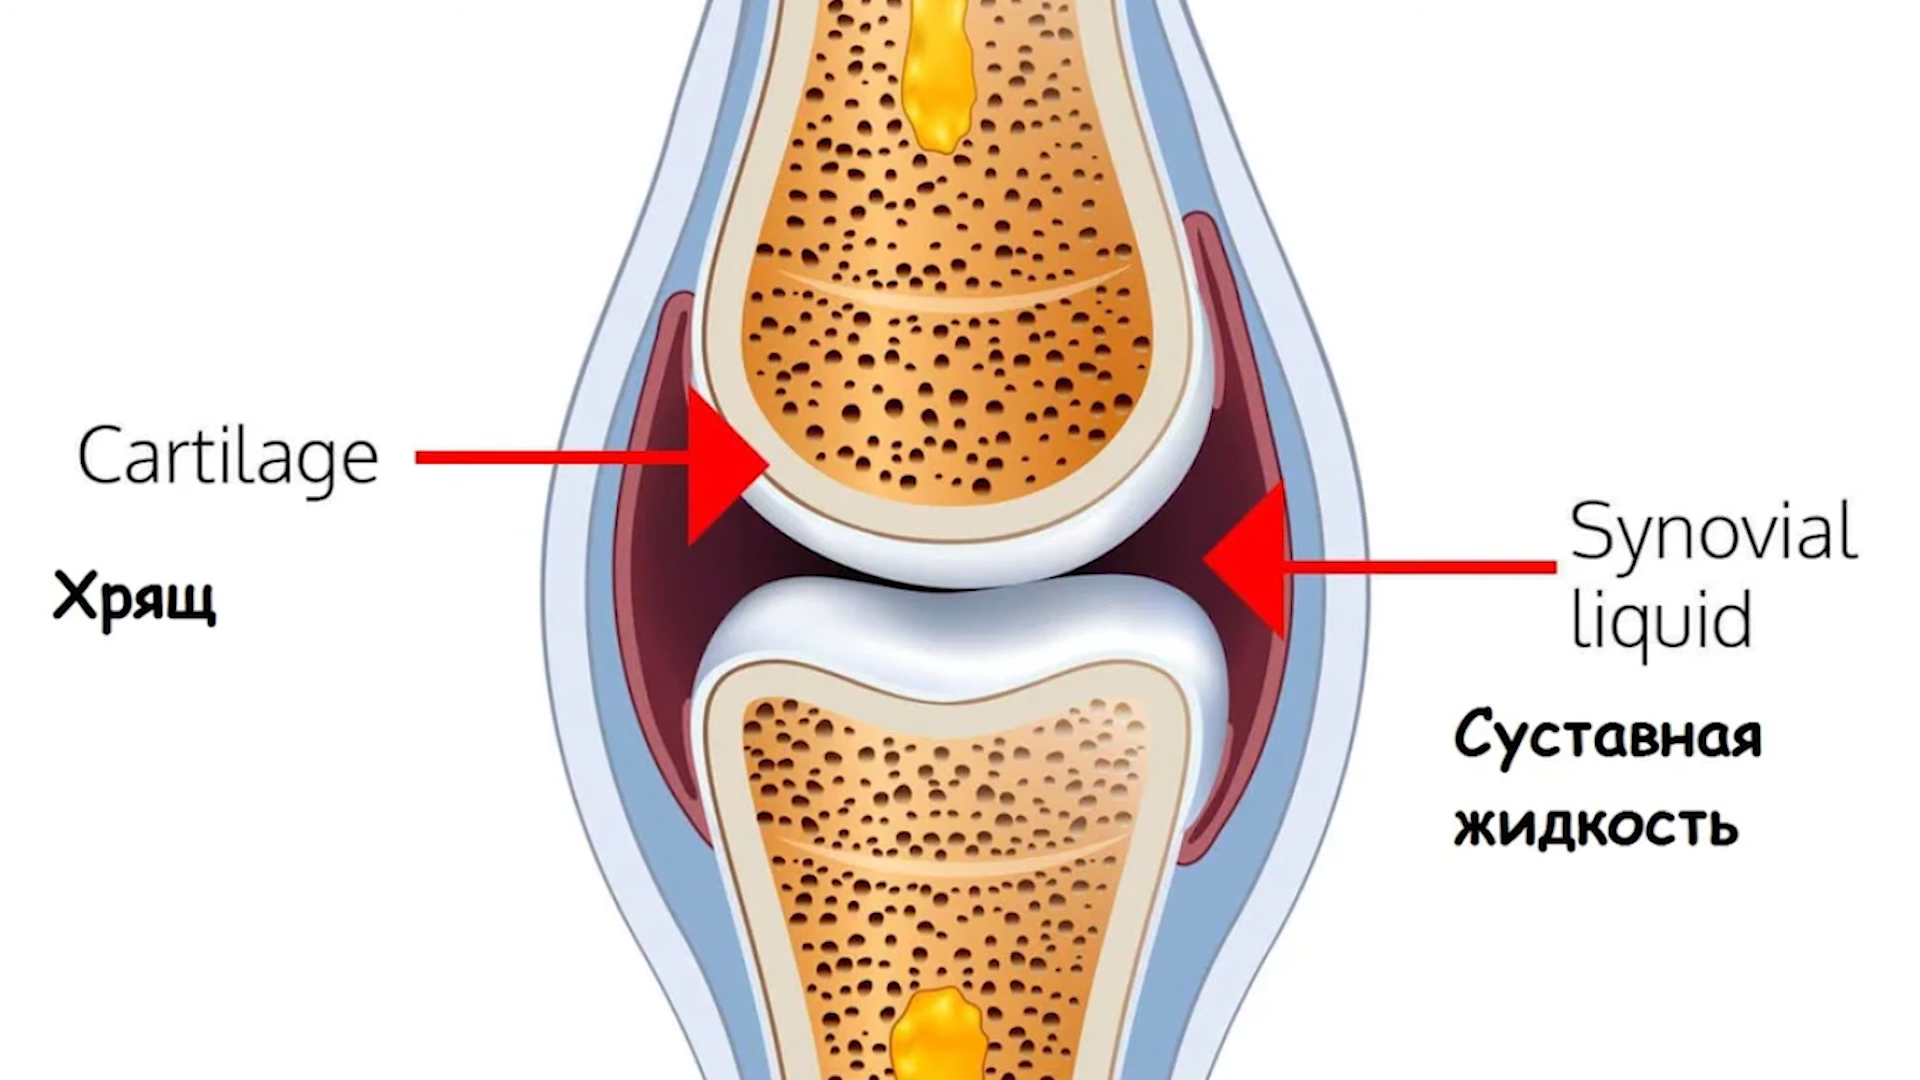 Cartilage
Хрящ
Synovial
liquid
Суставная
жидкость